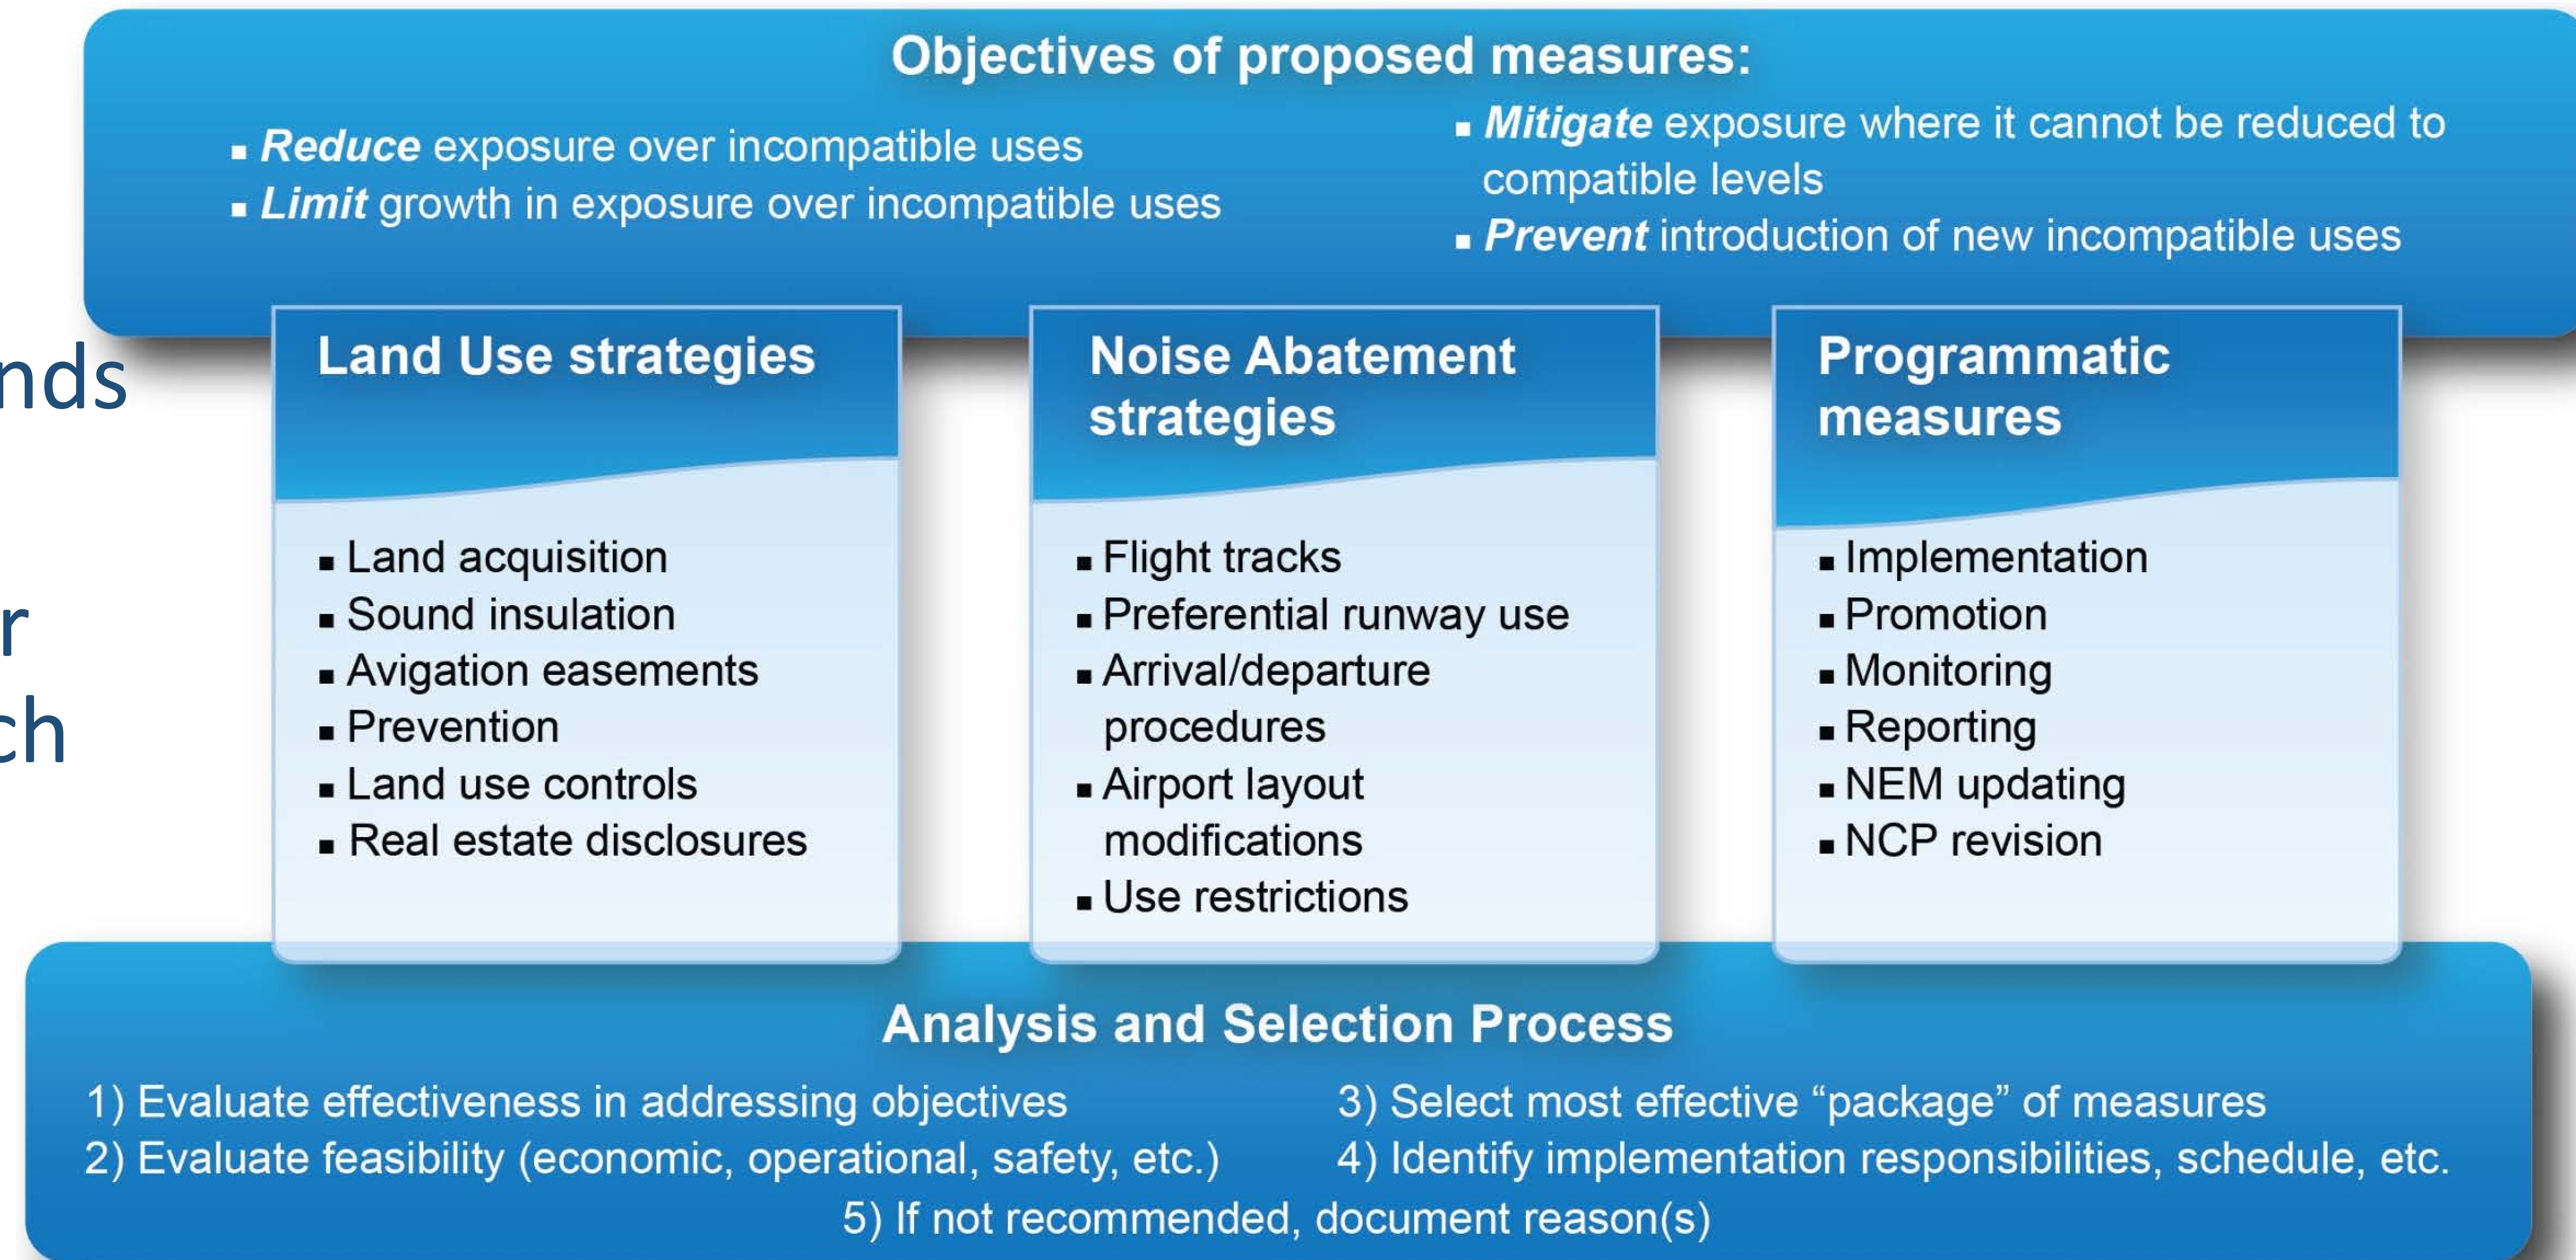 Objectives of proposed measures:
▪ Reduce exposure over incompatible uses
▪ Limit growth in exposure over incompatible uses
▪ Mitigate exposure where it cannot be reduced to
compatible levels
▪ Prevent introduction of new incompatible uses
nds
r
ch
Land Use strategies
▪ Land acquisition
▪ Sound insulation
▪ Avigation easements
▪ Prevention
▪ Land use controls
▪ Real estate disclosures
Noise Abatement
strategies
▪ Flight tracks
▪ Preferential runway use
▪ Arrival/departure
procedures
▪ Airport layout
modifications
▪ Use restrictions
Programmatic
measures
▪ Implementation
▪ Promotion
▪ Monitoring
▪ Reporting
▪ NEM updating
▪ NCP revision
Analysis and Selection Process
1) Evaluate effectiveness in addressing objectives
2) Evaluate feasibility (economic, operational, safety, etc.)
3) Select most effective “package” of measures
4) Identify implementation responsibilities, schedule, etc.
5) If not recommended, document reason(s)